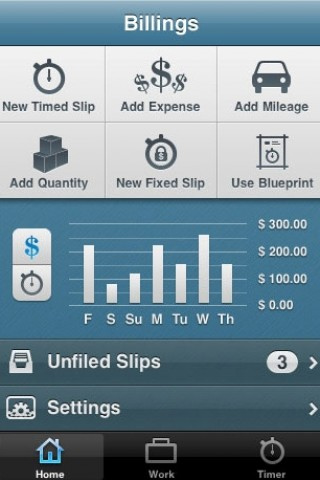 Billings
New Timed Slip Add Expense Add Mileage
Add Quantity New Fixed Slip Use Blueprint
$ 300.00
$ 200.00
$ 100.00
$ 0.00
F S Su M Tu W Th
Unfiled Slips 3
Settings
Home Work Timer